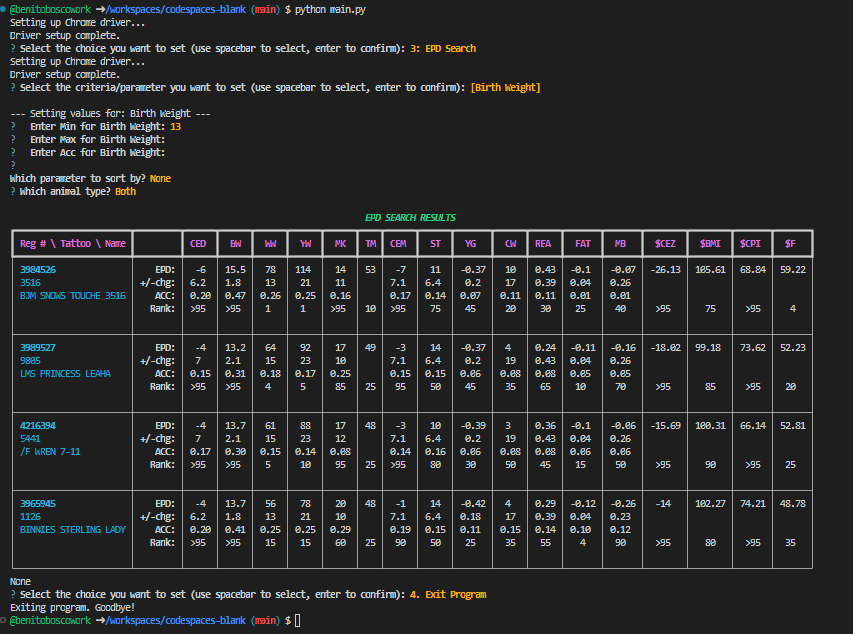 @benitoboscowork → /workspaces/codespaces-blank (main) $ python main.py
Setting up Chrome driver...
Driver setup complete.
? Select the choice you want to set (use spacebar to select, enter to confirm): 3: EPD Search
Setting up Chrome driver...
Driver setup complete.
? Select the criteria/parameter you want to set (use spacebar to select, enter to confirm): [Birth Weight]
--- Setting values for: Birth Weight ---
? Enter Min for Birth Weight: 13
? Enter Max for Birth Weight:
? Enter Acc for Birth Weight:
?
Which parameter to sort by? None
? Which animal type? Both
EPD SEARCH RESULTS
Reg # \ Tattoo \ Name CED BW WW YW MK TM CEM ST YG CW REA FAT MB $CEZ $BMI $CPI $F
3984526 EPD: -6 15.5 78 114 14 53 -7 11 -0.37 10 0.43 -0.1 -0.07 -26.13 105.61 68.84 59.22
3516 +/-chg: 6.2 1.8 13 21 11 7.1 6.4 0.2 17 0.39 0.04 0.26
BJM SNOWS TOUCHE 3516 ACC: 0.20 0.47 0.26 0.25 0.16 0.17 0.14 0.07 0.11 0.11 0.01 0.01
Rank: >95 >95 1 1 >95 10 >95 75 45 20 30 25 40 >95 75 >95 4
3989527 EPD: -4 13.2 64 92 17 49 -3 14 -0.37 4 0.24 -0.11 -0.16 -18.02 99.18 73.62 52.23
9805 +/-chg: 7 2.1 15 23 10 7.1 6.4 0.2 19 0.43 0.04 0.26
LMS PRINCESS LEAHA ACC: 0.15 0.31 0.18 0.17 0.25 0.15 0.15 0.06 0.08 0.08 0.05 0.05
Rank: >95 >95 4 5 85 25 95 50 45 35 65 10 70 >95 85 >95 20
4216394 EPD: -4 13.7 61 88 17 48 -3 10 -0.39 3 0.36 -0.1 -0.06 -15.69 100.31 66.14 52.81
5441 +/-chg: 7 2.1 15 23 12 7.1 6.4 0.2 19 0.43 0.04 0.26
/F WREN 7-11 ACC: 0.17 0.30 0.15 0.14 0.08 0.14 0.16 0.06 0.08 0.08 0.06 0.06
Rank: >95 >95 5 10 95 25 >95 80 30 50 45 15 50 >95 90 >95 25
3965945 EPD: -4 13.7 56 78 20 48 -1 14 -0.42 4 0.29 -0.12 -0.26 -14 102.27 74.21 48.78
1126 +/-chg: 6.2 1.8 13 21 10 7.1 6.4 0.18 17 0.39 0.04 0.23
BINNIES STERLING LADY ACC: 0.20 0.41 0.25 0.25 0.29 0.19 0.15 0.11 0.15 0.14 0.10 0.12
Rank: >95 >95 15 15 60 25 90 50 25 35 55 4 90 >95 80 >95 35
None
? Select the choice you want to set (use spacebar to select, enter to confirm): 4. Exit Program
Exiting program. Goodbye!
@benitoboscowork → /workspaces/codespaces-blank (main) $